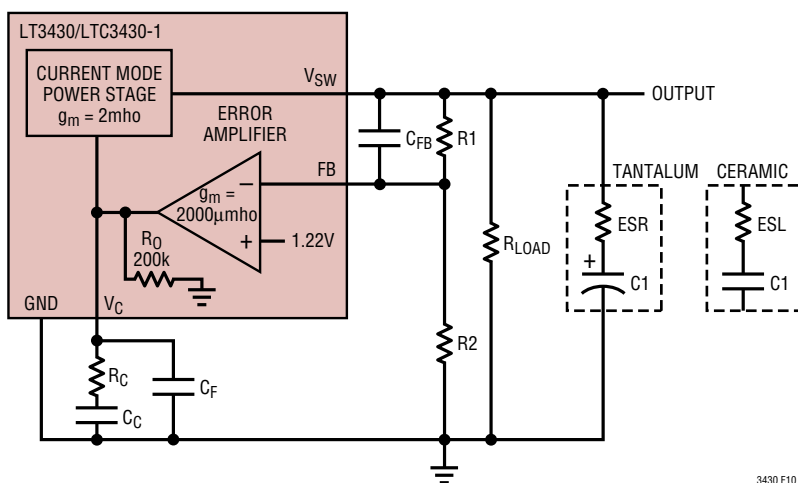 LT3430/LTC3430-1
CURRENT MODE
POWER STAGE
gm = 2mho
VSW
OUTPUT
ERROR
AMPLIFIER
CFB
R1
FB
TANTALUM
CERAMIC
gm =
2000μmho
–
+
1.22V
RO
200k
RLOAD
ESR
ESL
+
C1
C1
GND
VC
R2
RC
CF
CC
3430 F10